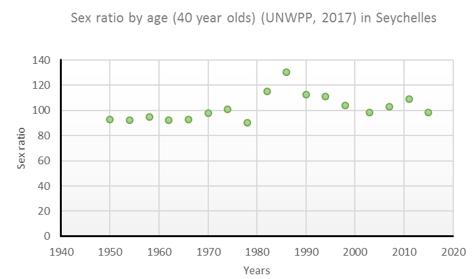 Sex ratio by age (40 year olds) (UNWPP, 2017) in Seychelles
140
120
100
80
60
40
20
0
Sex ratio
1940 1950 1960 1970 1980 1990 2000 2010 2020
Years